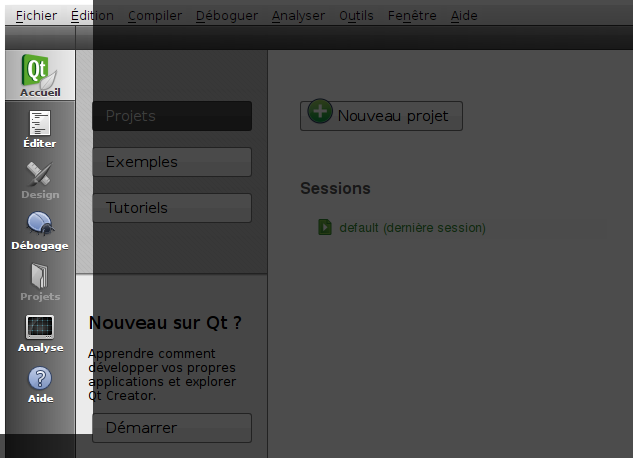 Fichier Édition Compiler Déboguer Analyser Outils Fenêtre Aide
Qt
Accueil
Éditer
Design
Débogage
Projets
Analyse
Aide
Projets
Exemples
Tutoriels
Nouveau sur Qt ?
Apprendre comment
développer vos propres
applications et explorer
Qt Creator.
Démarrer
Nouveau projet
Sessions
default (dernière session)